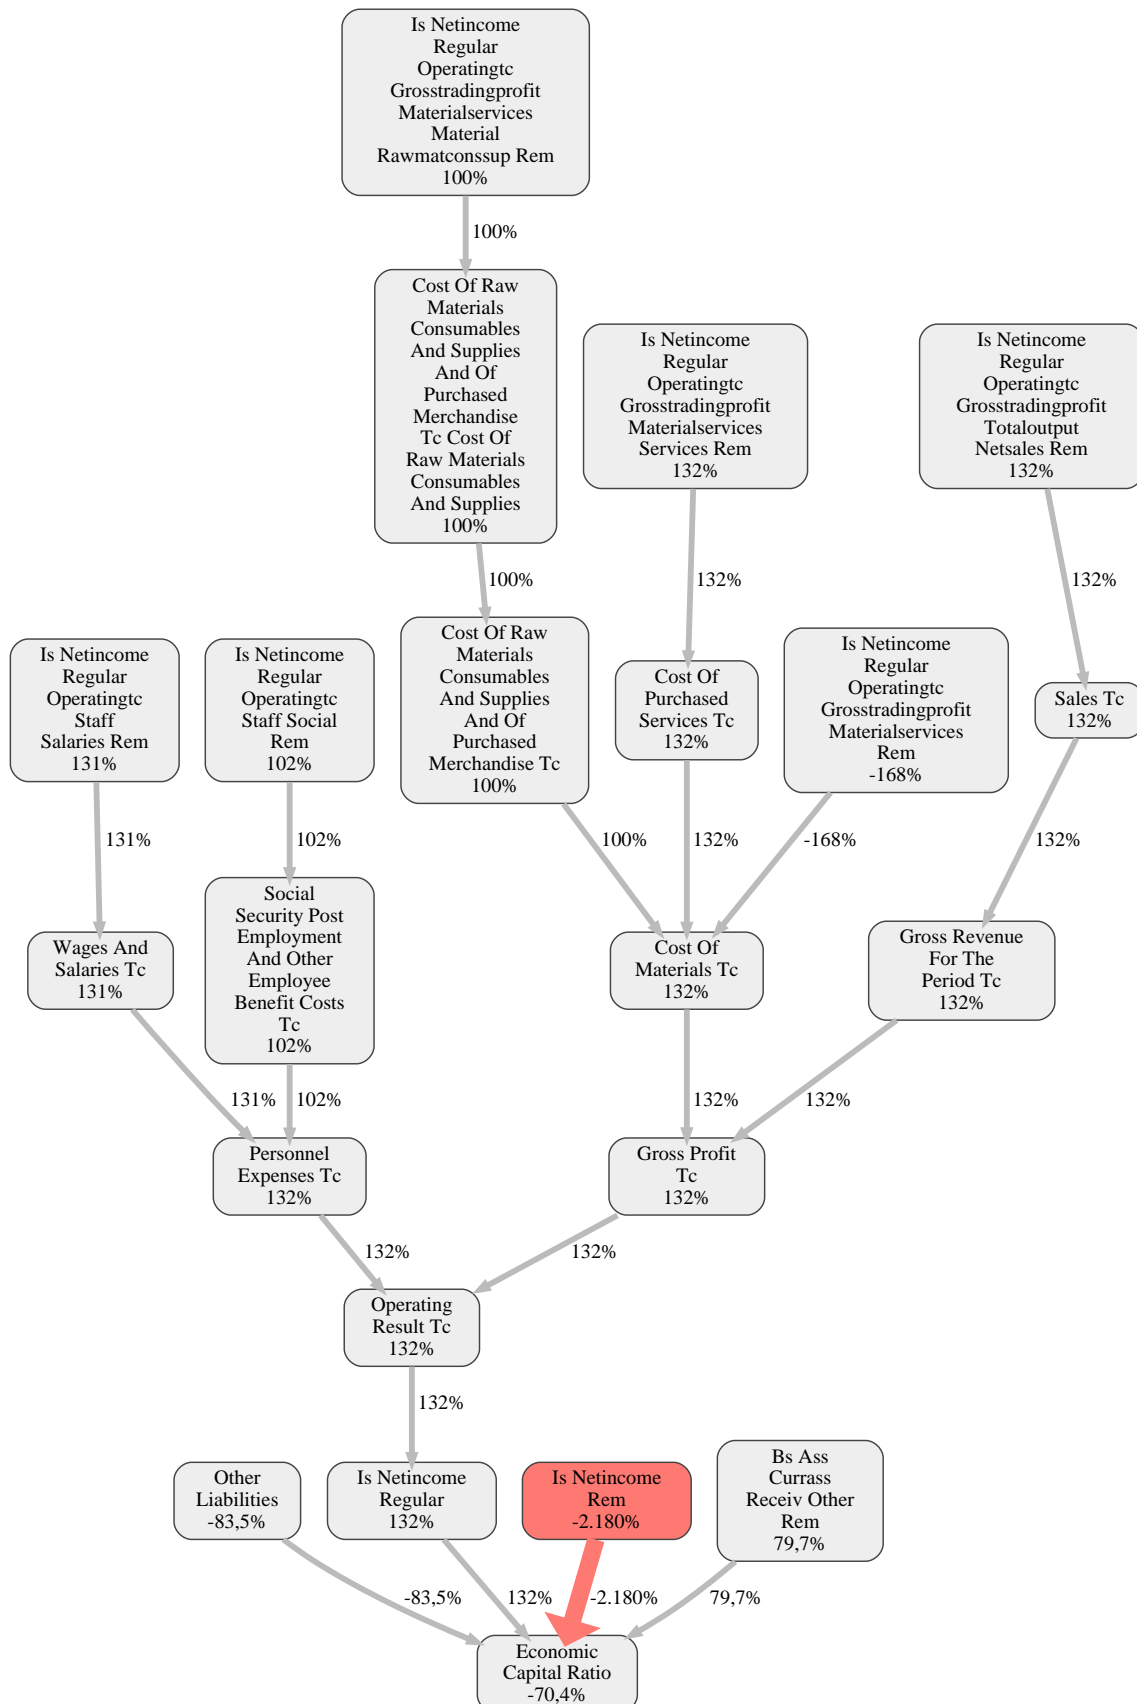 Is Netincome
Regular
Operatingtc
Grosstradingprofit
Materialservices
Material
Rawmatconssup Rem
100%
100%
Cost Of Raw
Materials
Consumables
And Supplies
And Of
Purchased
Merchandise
Tc Cost Of
Raw Materials
Consumables
And Supplies
100%
Is Netincome
Regular
Operatingtc
Grosstradingprofit
Materialservices
Services Rem
132%
Is Netincome
Regular
Operatingtc
Grosstradingprofit
Totaloutput
Netsales Rem
132%
100%
132%
132%
Is Netincome
Regular
Operatingtc
Staff
Salaries Rem
131%
Is Netincome
Regular
Operatingtc
Staff Social
Rem
102%
Cost Of Raw
Materials
Consumables
And Supplies
And Of
Purchased
Merchandise Tc
100%
Cost Of
Purchased
Services Tc
132%
Is Netincome
Regular
Operatingtc
Grosstradingprofit
Materialservices
Rem
-168%
Sales Tc
132%
131%
102%
100%
132%
-168%
132%
Wages And
Salaries Tc
131%
Social
Security Post
Employment
And Other
Employee
Benefit Costs
Tc
102%
Cost Of
Materials Tc
132%
Gross Revenue
For The
Period Tc
132%
131%
102%
132%
132%
Personnel
Expenses Tc
132%
Gross Profit
Tc
132%
132%
132%
Operating
Result Tc
132%
132%
Other
Liabilities
-83,5%
Is Netincome
Regular
132%
Is Netincome
Rem
-2.180%
Bs Ass
Currass
Receiv Other
Rem
79,7%
-83,5%
132%
-2.180%
79,7%
Economic
Capital Ratio
-70,4%